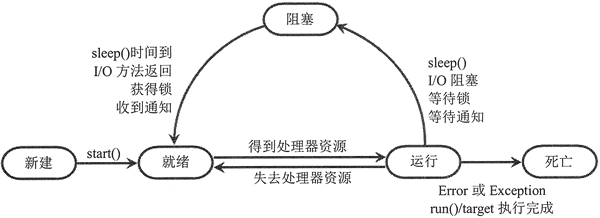 阻塞
sleep()时间到
I/O 方法返回
获得锁
收到通知
sleep()
I/O 阻塞
等待锁
等待通知
新建
start()
就绪
得到处理器资源
失去处理器资源
运行
死亡
Error 或 Exception
run()/target 执行完成